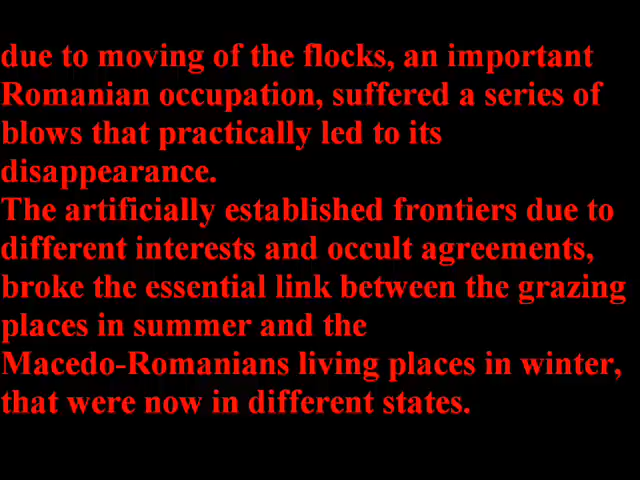 due to moving of the flocks, an important
Romanian occupation, suffered a series of
blows that practically led to its
disappearance.
The artificially established frontiers due to
different interests and occult agreements,
broke the essential link between the grazing
places in summer and the
Macedo-Romanians living places in winter,
that were now in different states.